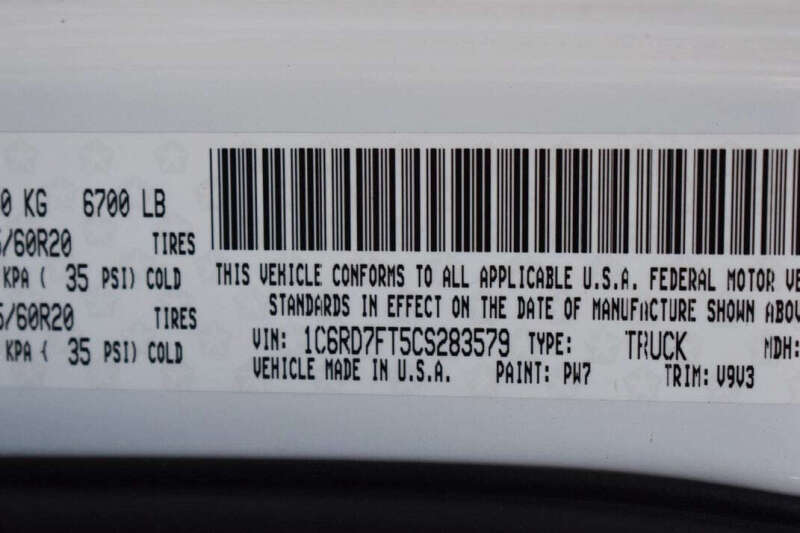 0 KG 6700 LB
/60R20 TIRES
KPA ( 35 PSI) COLD
/60R20 TIRES
KPA ( 35 PSI) COLD
THIS VEHICLE CONFORMS TO ALL APPLICABLE U.S.A. FEDERAL MOTOR VE
STANDARDS IN EFFECT ON THE DATE OF MANUFACTURE SHOWN ABOV
VIN: 1C6RD7FT5CS283579 TYPE: TRUCK MDH:
VEHICLE MADE IN U.S.A. PAINT: PW7 TRIM: V9V3